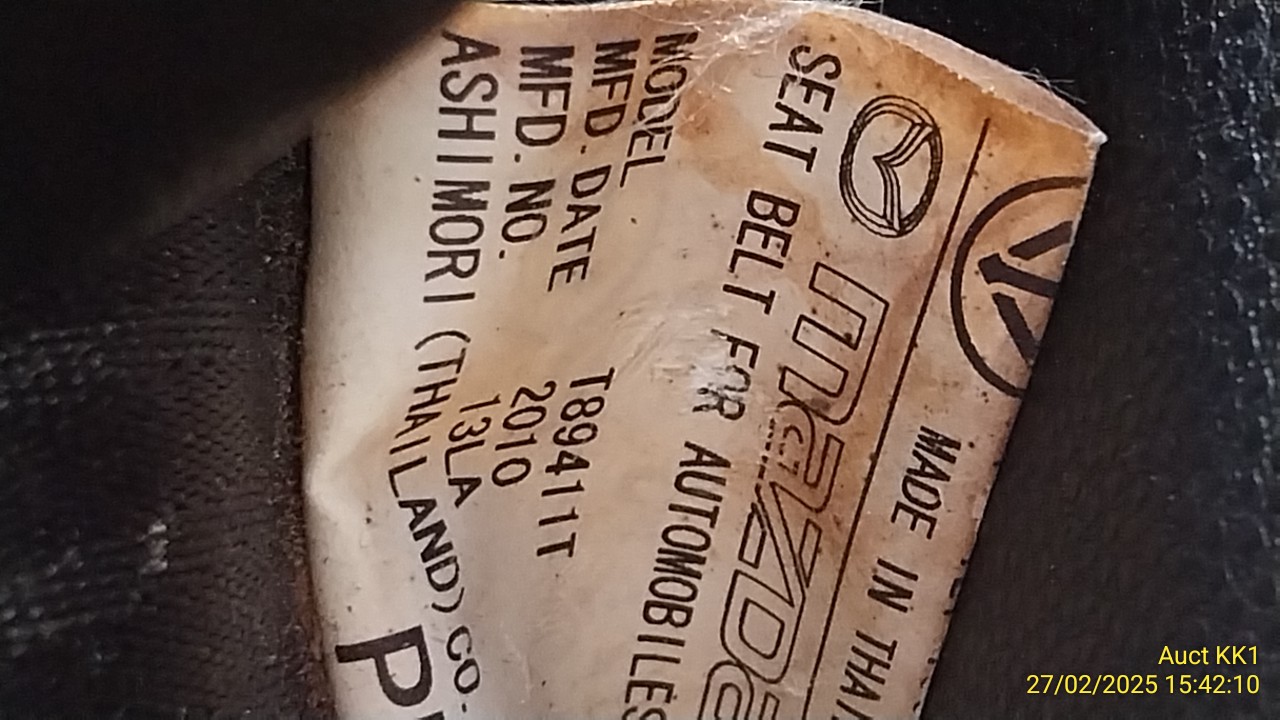 MADE IN THAI
mazda
SEAT BELT FOR AUTOMOBILES
MODEL T89411T
MFD. DATE 2010
MFD. NO. 13LA
ASHIMORI (THAILAND) CO.
Auct KK1
27/02/2025 15:42:10